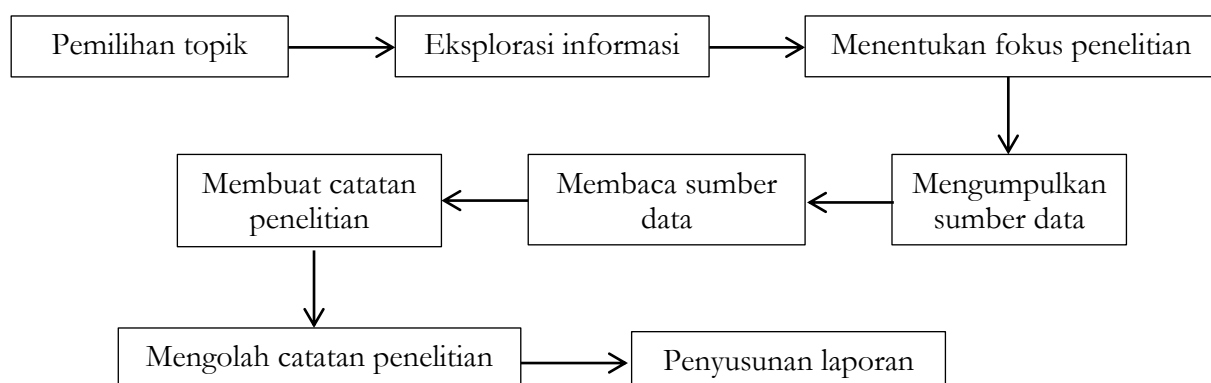 Pemilihan topik
Eksplorasi informasi
Menentukan fokus penelitian
Mengumpulkan
sumber data
Membaca sumber
data
Membuat catatan
penelitian
Mengolah catatan penelitian
Penyusunan laporan